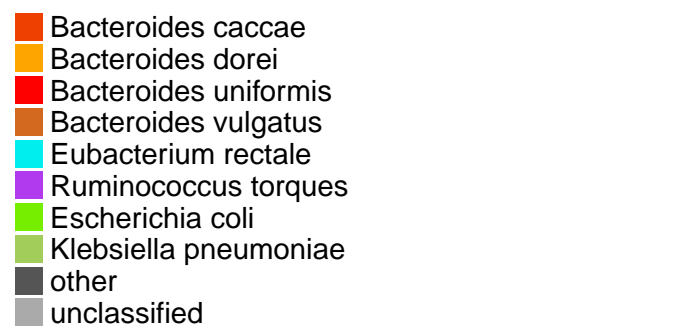 Bacteroides caccae
Bacteroides dorei
Bacteroides uniformis
Bacteroides vulgatus
Eubacterium rectale
Ruminococcus torques
Escherichia coli
Klebsiella pneumoniae
other
unclassified